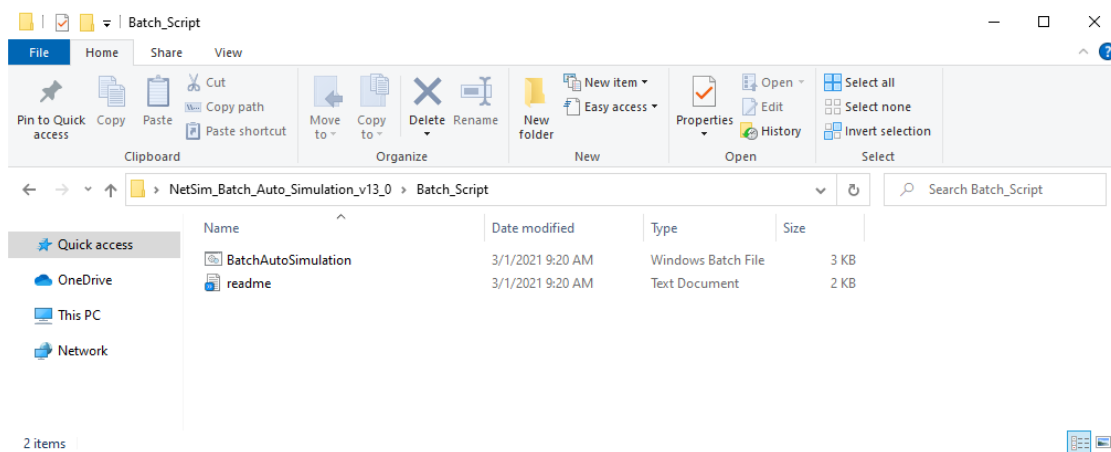 Batch_Script
File Home Share View
Pin to Quick access
Copy
Paste
Cut
Copy path
Paste shortcut
Clipboard
Move to
Copy to
Delete
Rename
Organize
New folder
New item
Easy access
New
Properties
Open
Edit
History
Open
Select all
Select none
Invert selection
Select
NetSim_Batch_Auto_Simulation_v13_0 > Batch_Script
Search Batch_Script
Quick access
OneDrive
This PC
Network
Name Date modified Type Size
BatchAutoSimulation 3/1/2021 9:20 AM Windows Batch File 3 KB
readme 3/1/2021 9:20 AM Text Document 2 KB
2 items